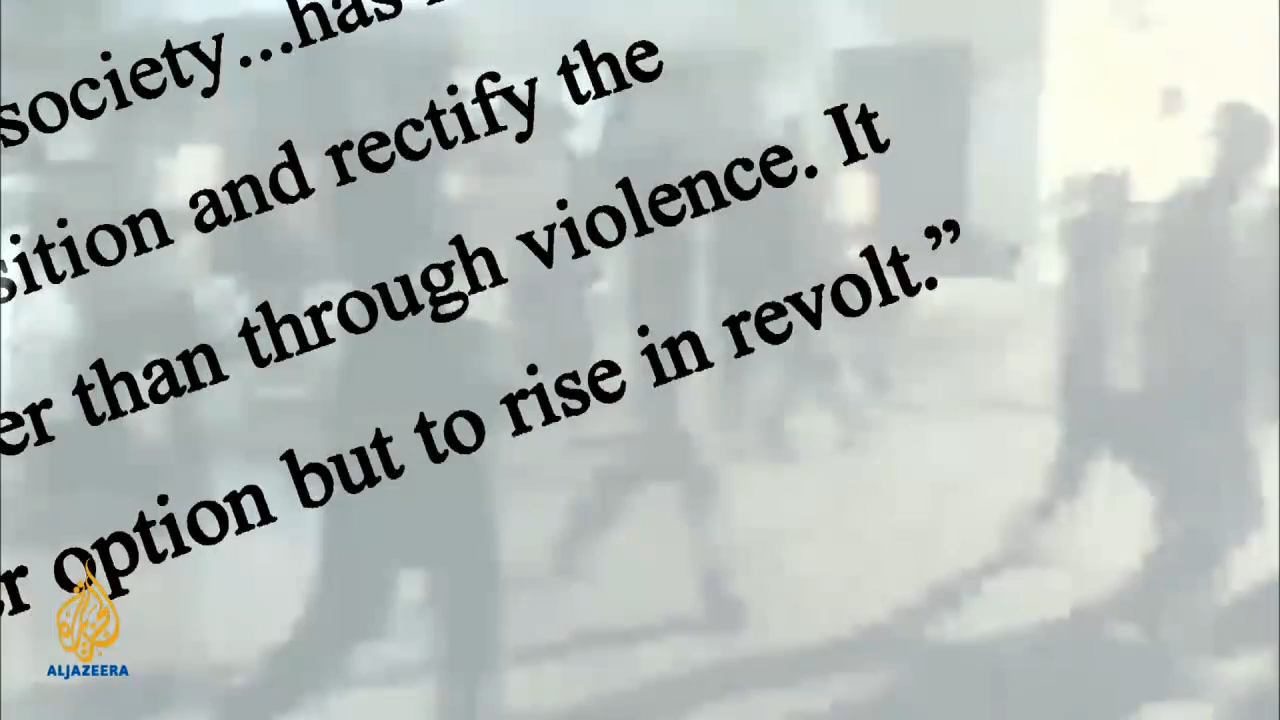 society...has
sition and rectify the
er than through violence. It
r option but to rise in revolt.”
ALJAZEERA